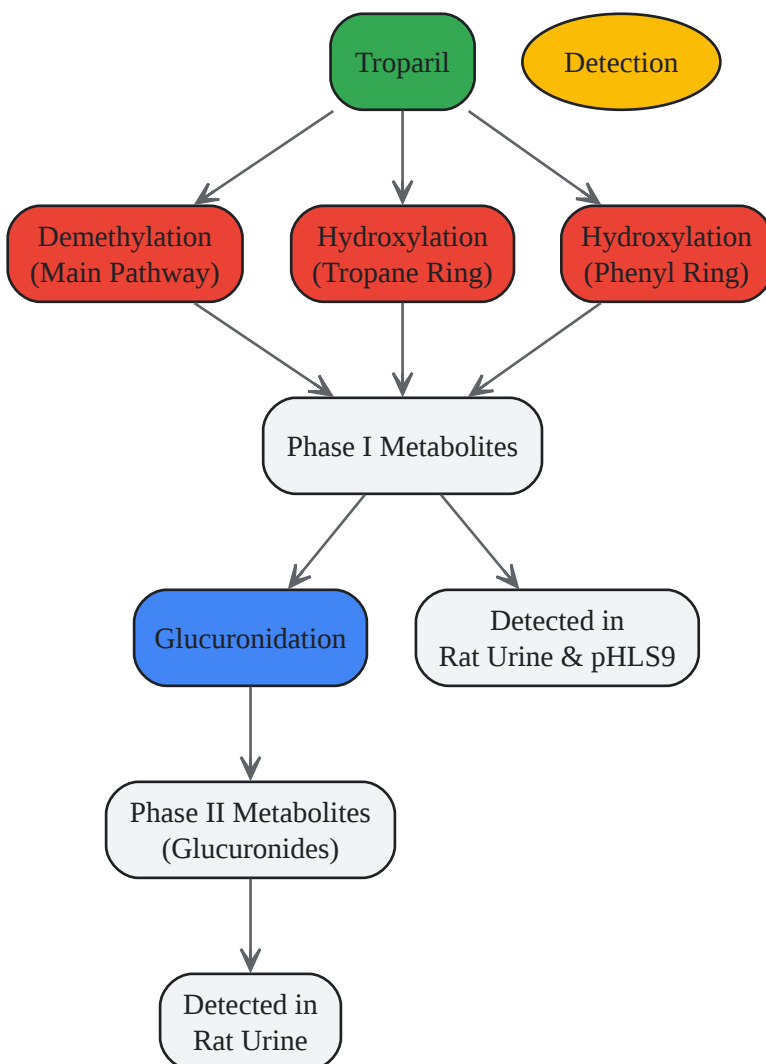 Troparil
Detection
Demethylation
(Main Pathway)
Hydroxylation
(Tropane Ring)
Hydroxylation
(Phenyl Ring)
Phase I Metabolites
Glucuronidation
Detected in
Rat Urine & pHLS9
Phase II Metabolites
(Glucuronides)
Detected in
Rat Urine